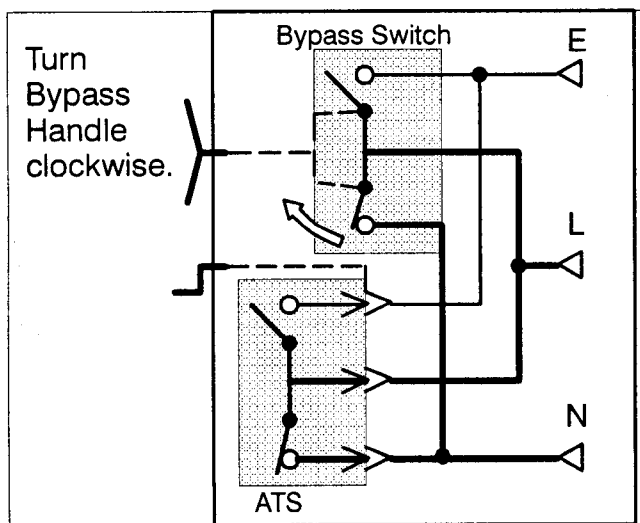 Bypass Switch
E
Turn
Bypass
Handle
clockwise.
L
N
ATS